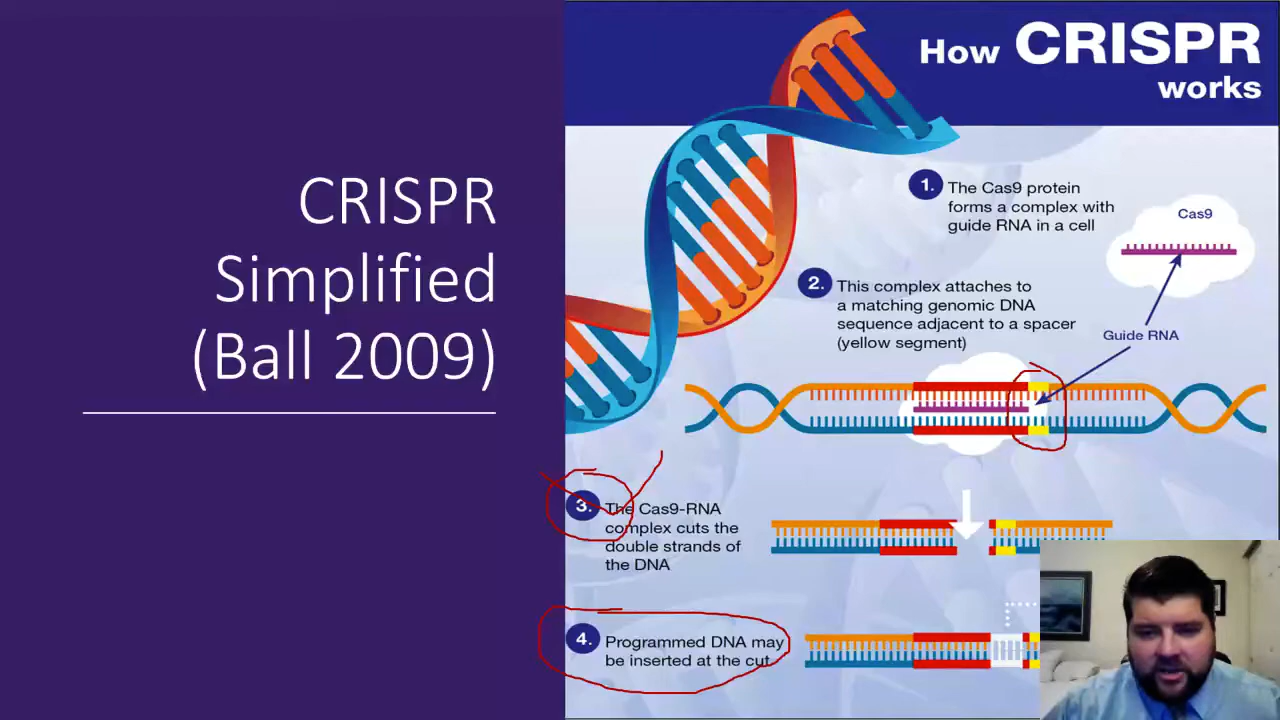 CRISPR
Simplified
(Ball 2009)
How CRISPR
works
1. The Cas9 protein
forms a complex with
guide RNA in a cell
Cas9
2. This complex attaches to
a matching genomic DNA
sequence adjacent to a spacer
(yellow segment)
Guide RNA
3. The Cas9-RNA
complex cuts the
double strands of
the DNA
4. Programmed DNA may
be inserted at the cut